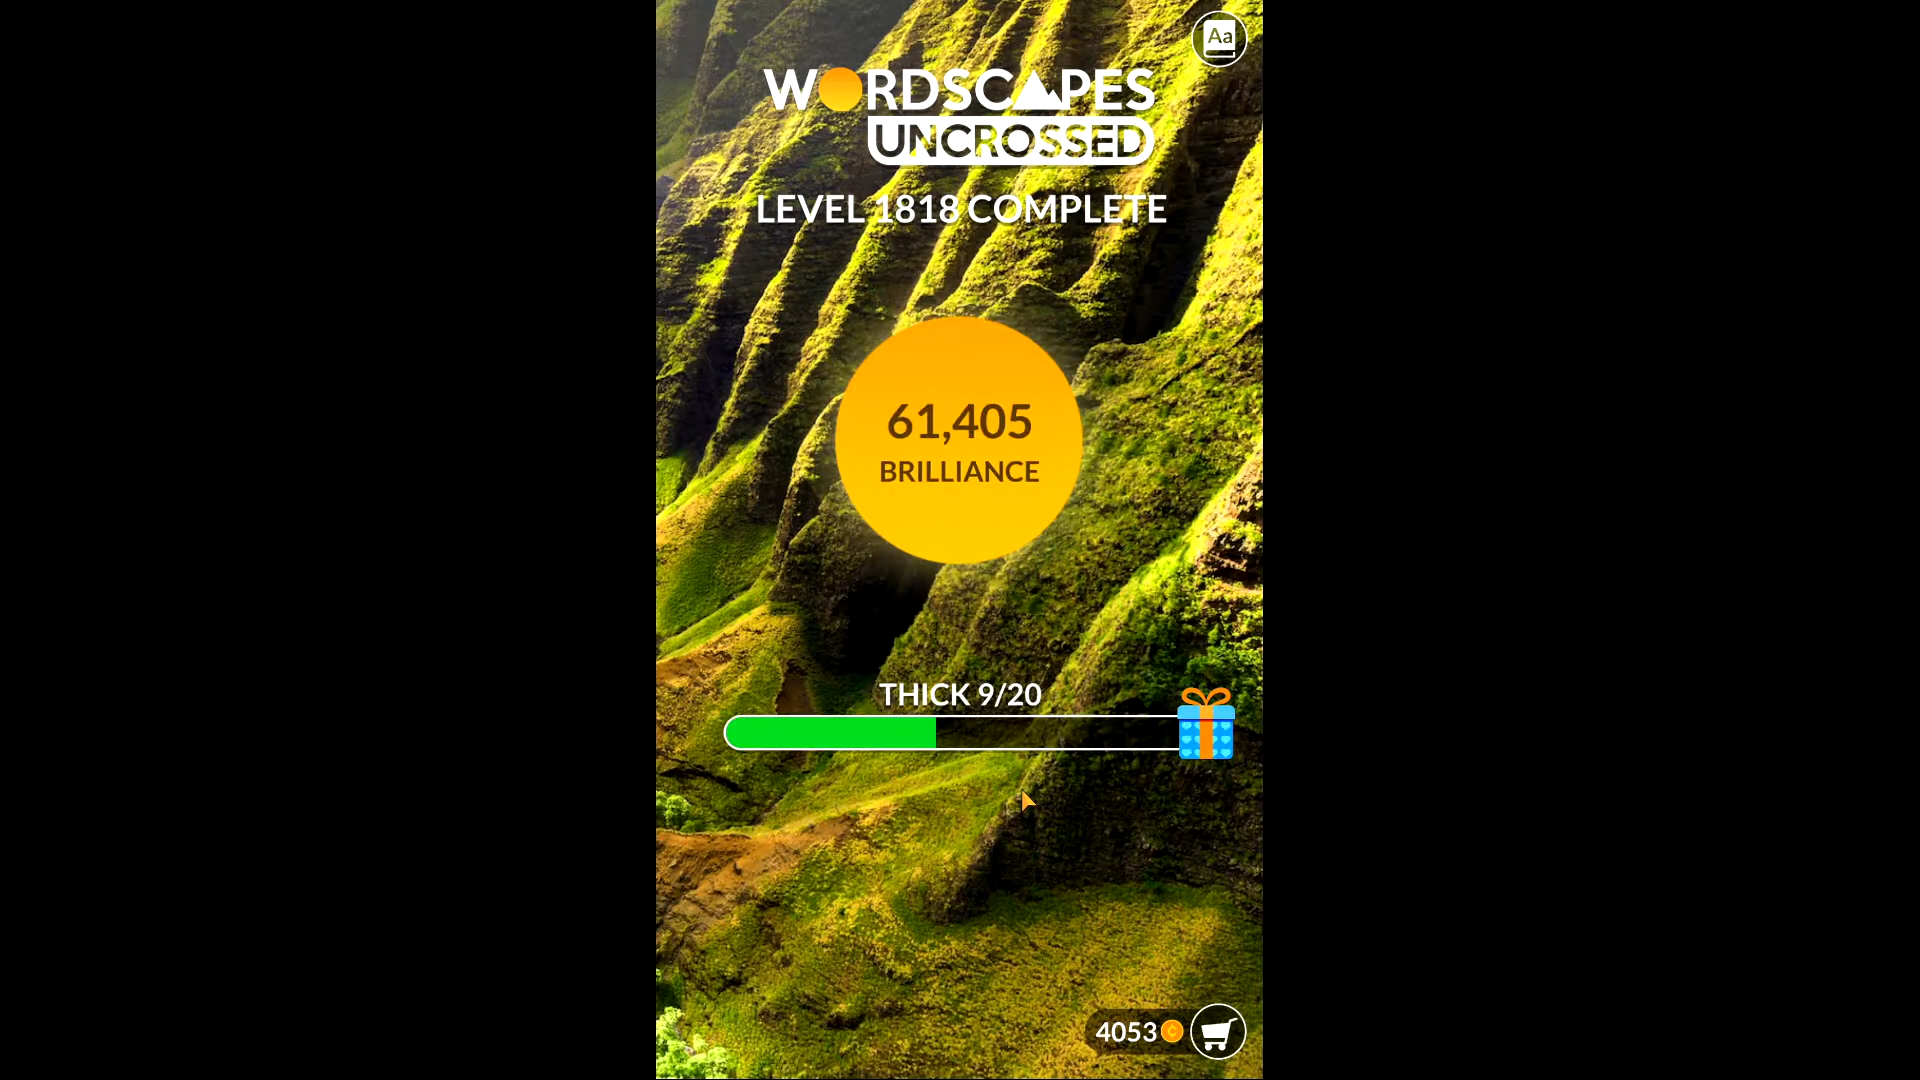 Aa
WORDSCAPES
UNCROSSED
LEVEL 1818 COMPLETE
61,405
BRILLIANCE
THICK 9/20
4053